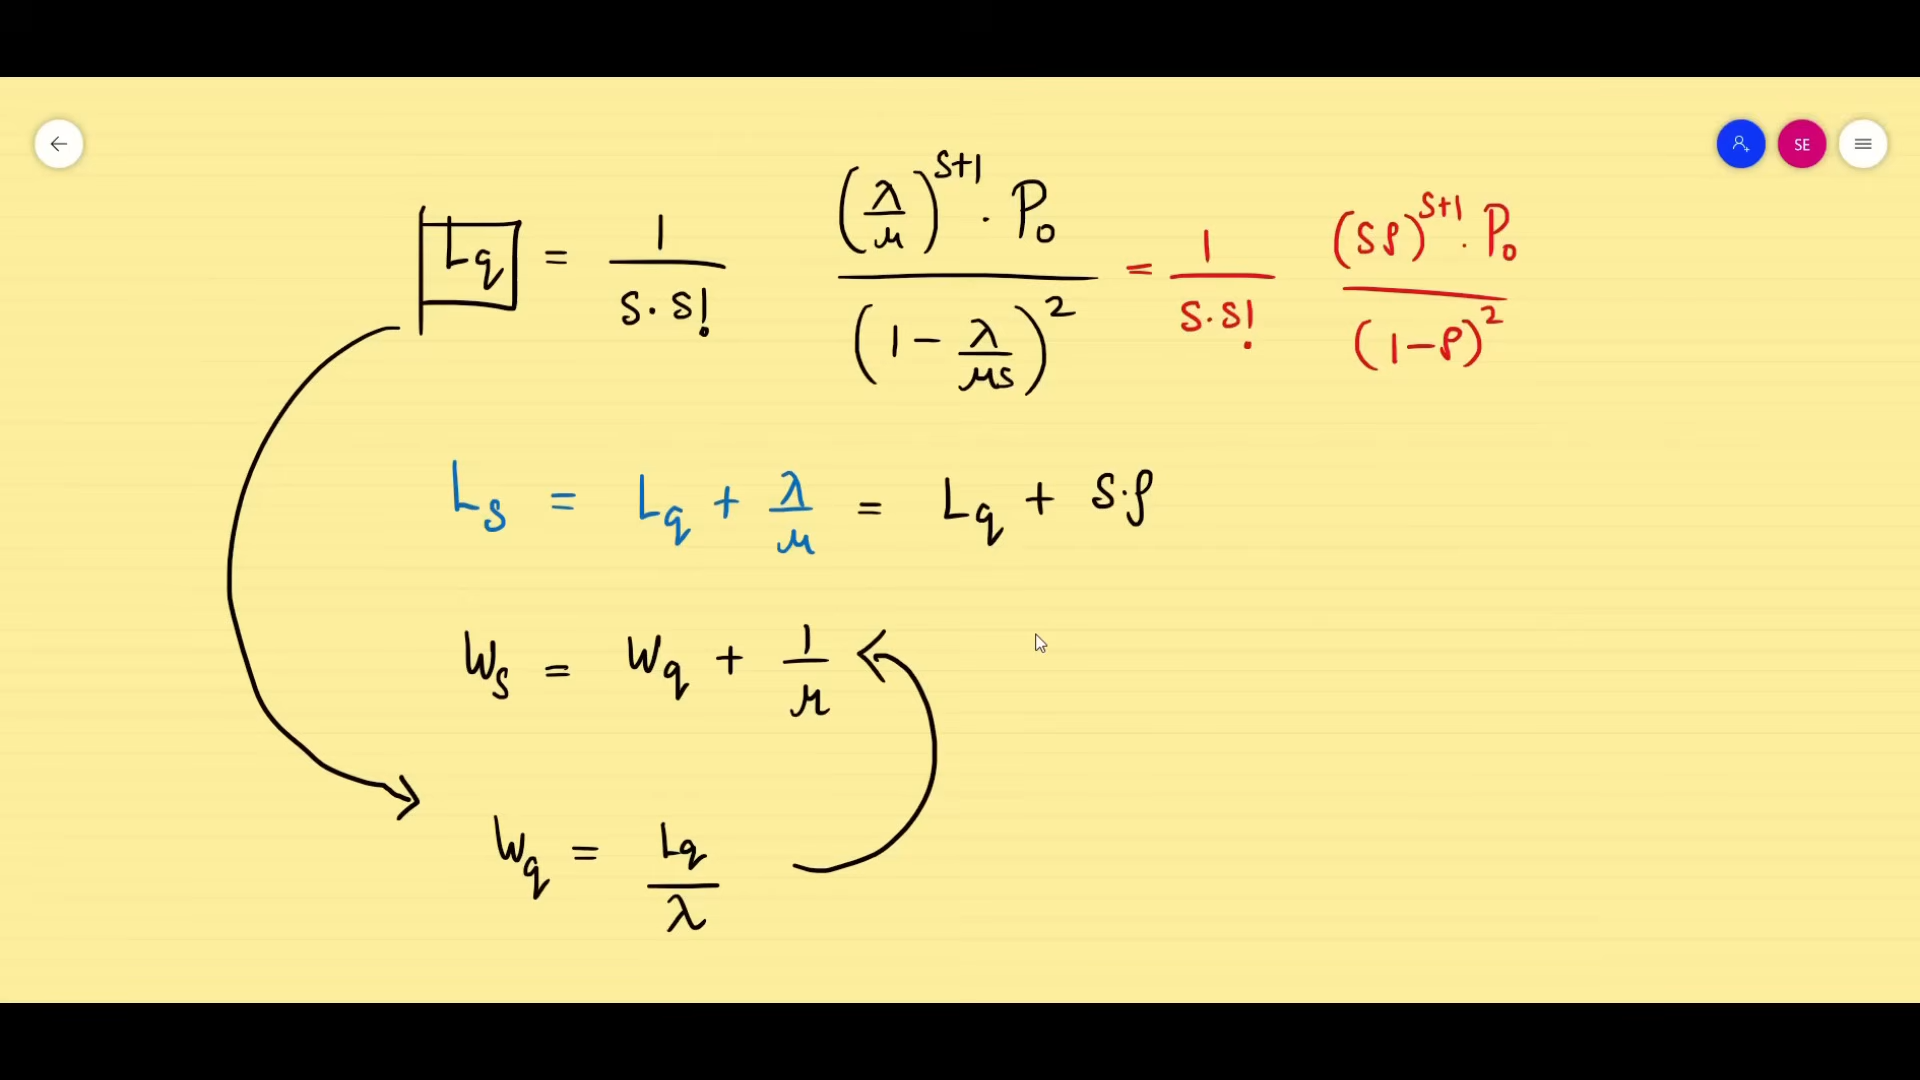 SE
Lq = 1/(s·s!) (λ/μ)^(s+1) · P₀ / (1 − λ/(μs))² = 1/(s·s!) (sρ)^(s+1) · P₀ / (1−ρ)²
Ls = Lq + λ/μ = Lq + s·ρ
Ws = Wq + 1/μ
Wq = Lq/λ